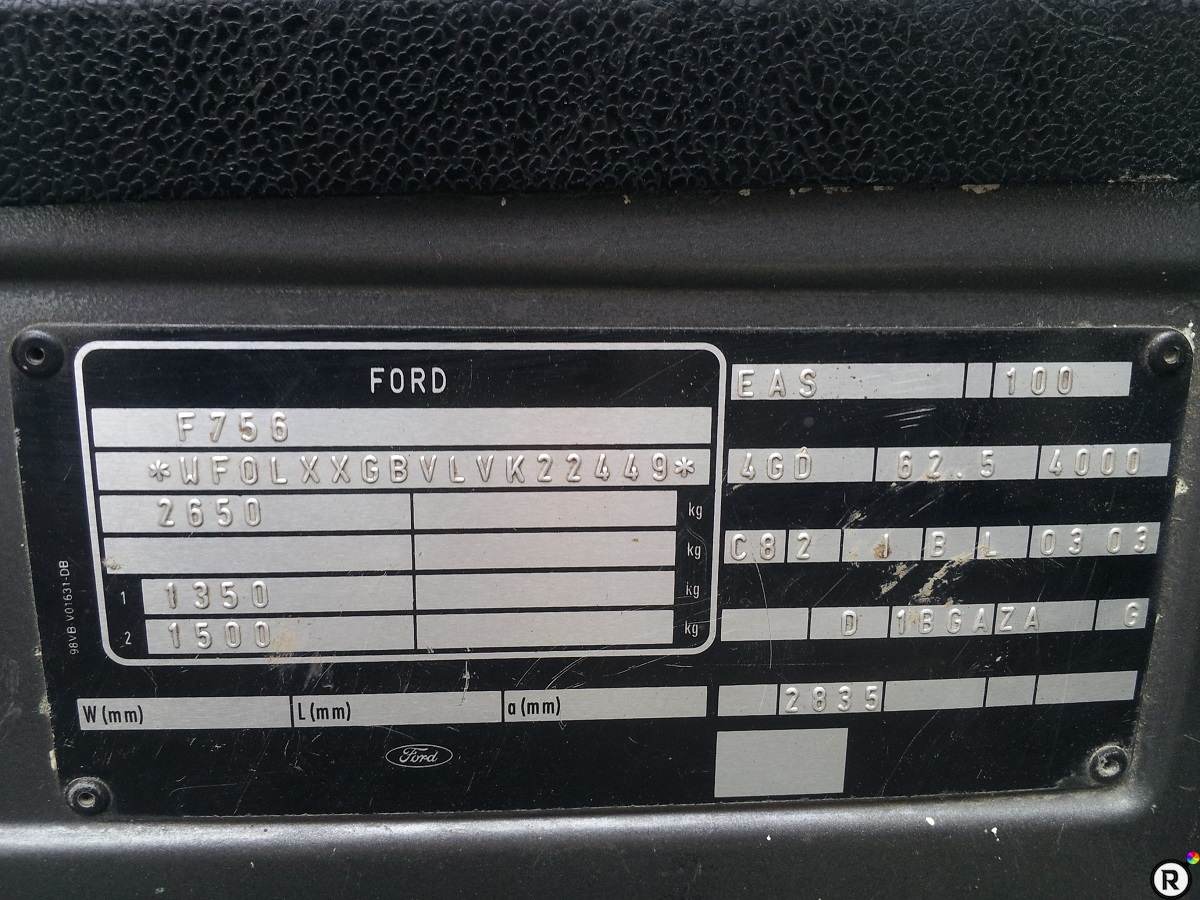 FORD
F756
*WF0LXXGBVLVK22449*
2650 kg
kg
1 1350 kg
2 1500 kg
W (mm) L (mm) a (mm)
Ford
98VB-V01631-DB
EAS 100
4GD 62..5 4000
C82 1 B L 0303
D 1BGAZA G
2835
R